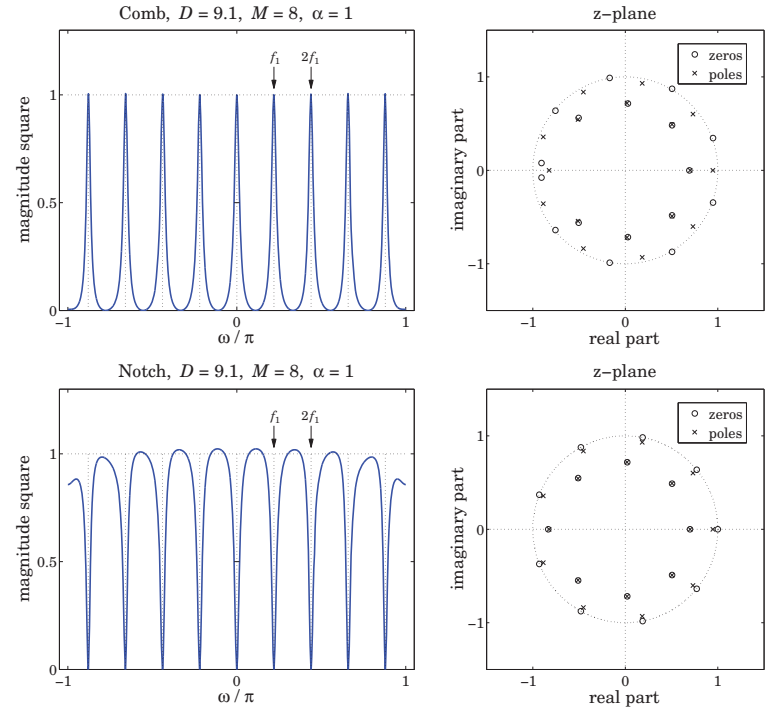 Comb, D = 9.1, M = 8, α = 1
f₁ 2f₁
magnitude square
1
0.5
0
−1 0 1
ω / π
z-plane
zeros
poles
imaginary part
1
0
−1
−1 0 1
real part
Notch, D = 9.1, M = 8, α = 1
f₁ 2f₁
magnitude square
1
0.5
0
−1 0 1
ω / π
z-plane
zeros
poles
imaginary part
1
0
−1
−1 0 1
real part